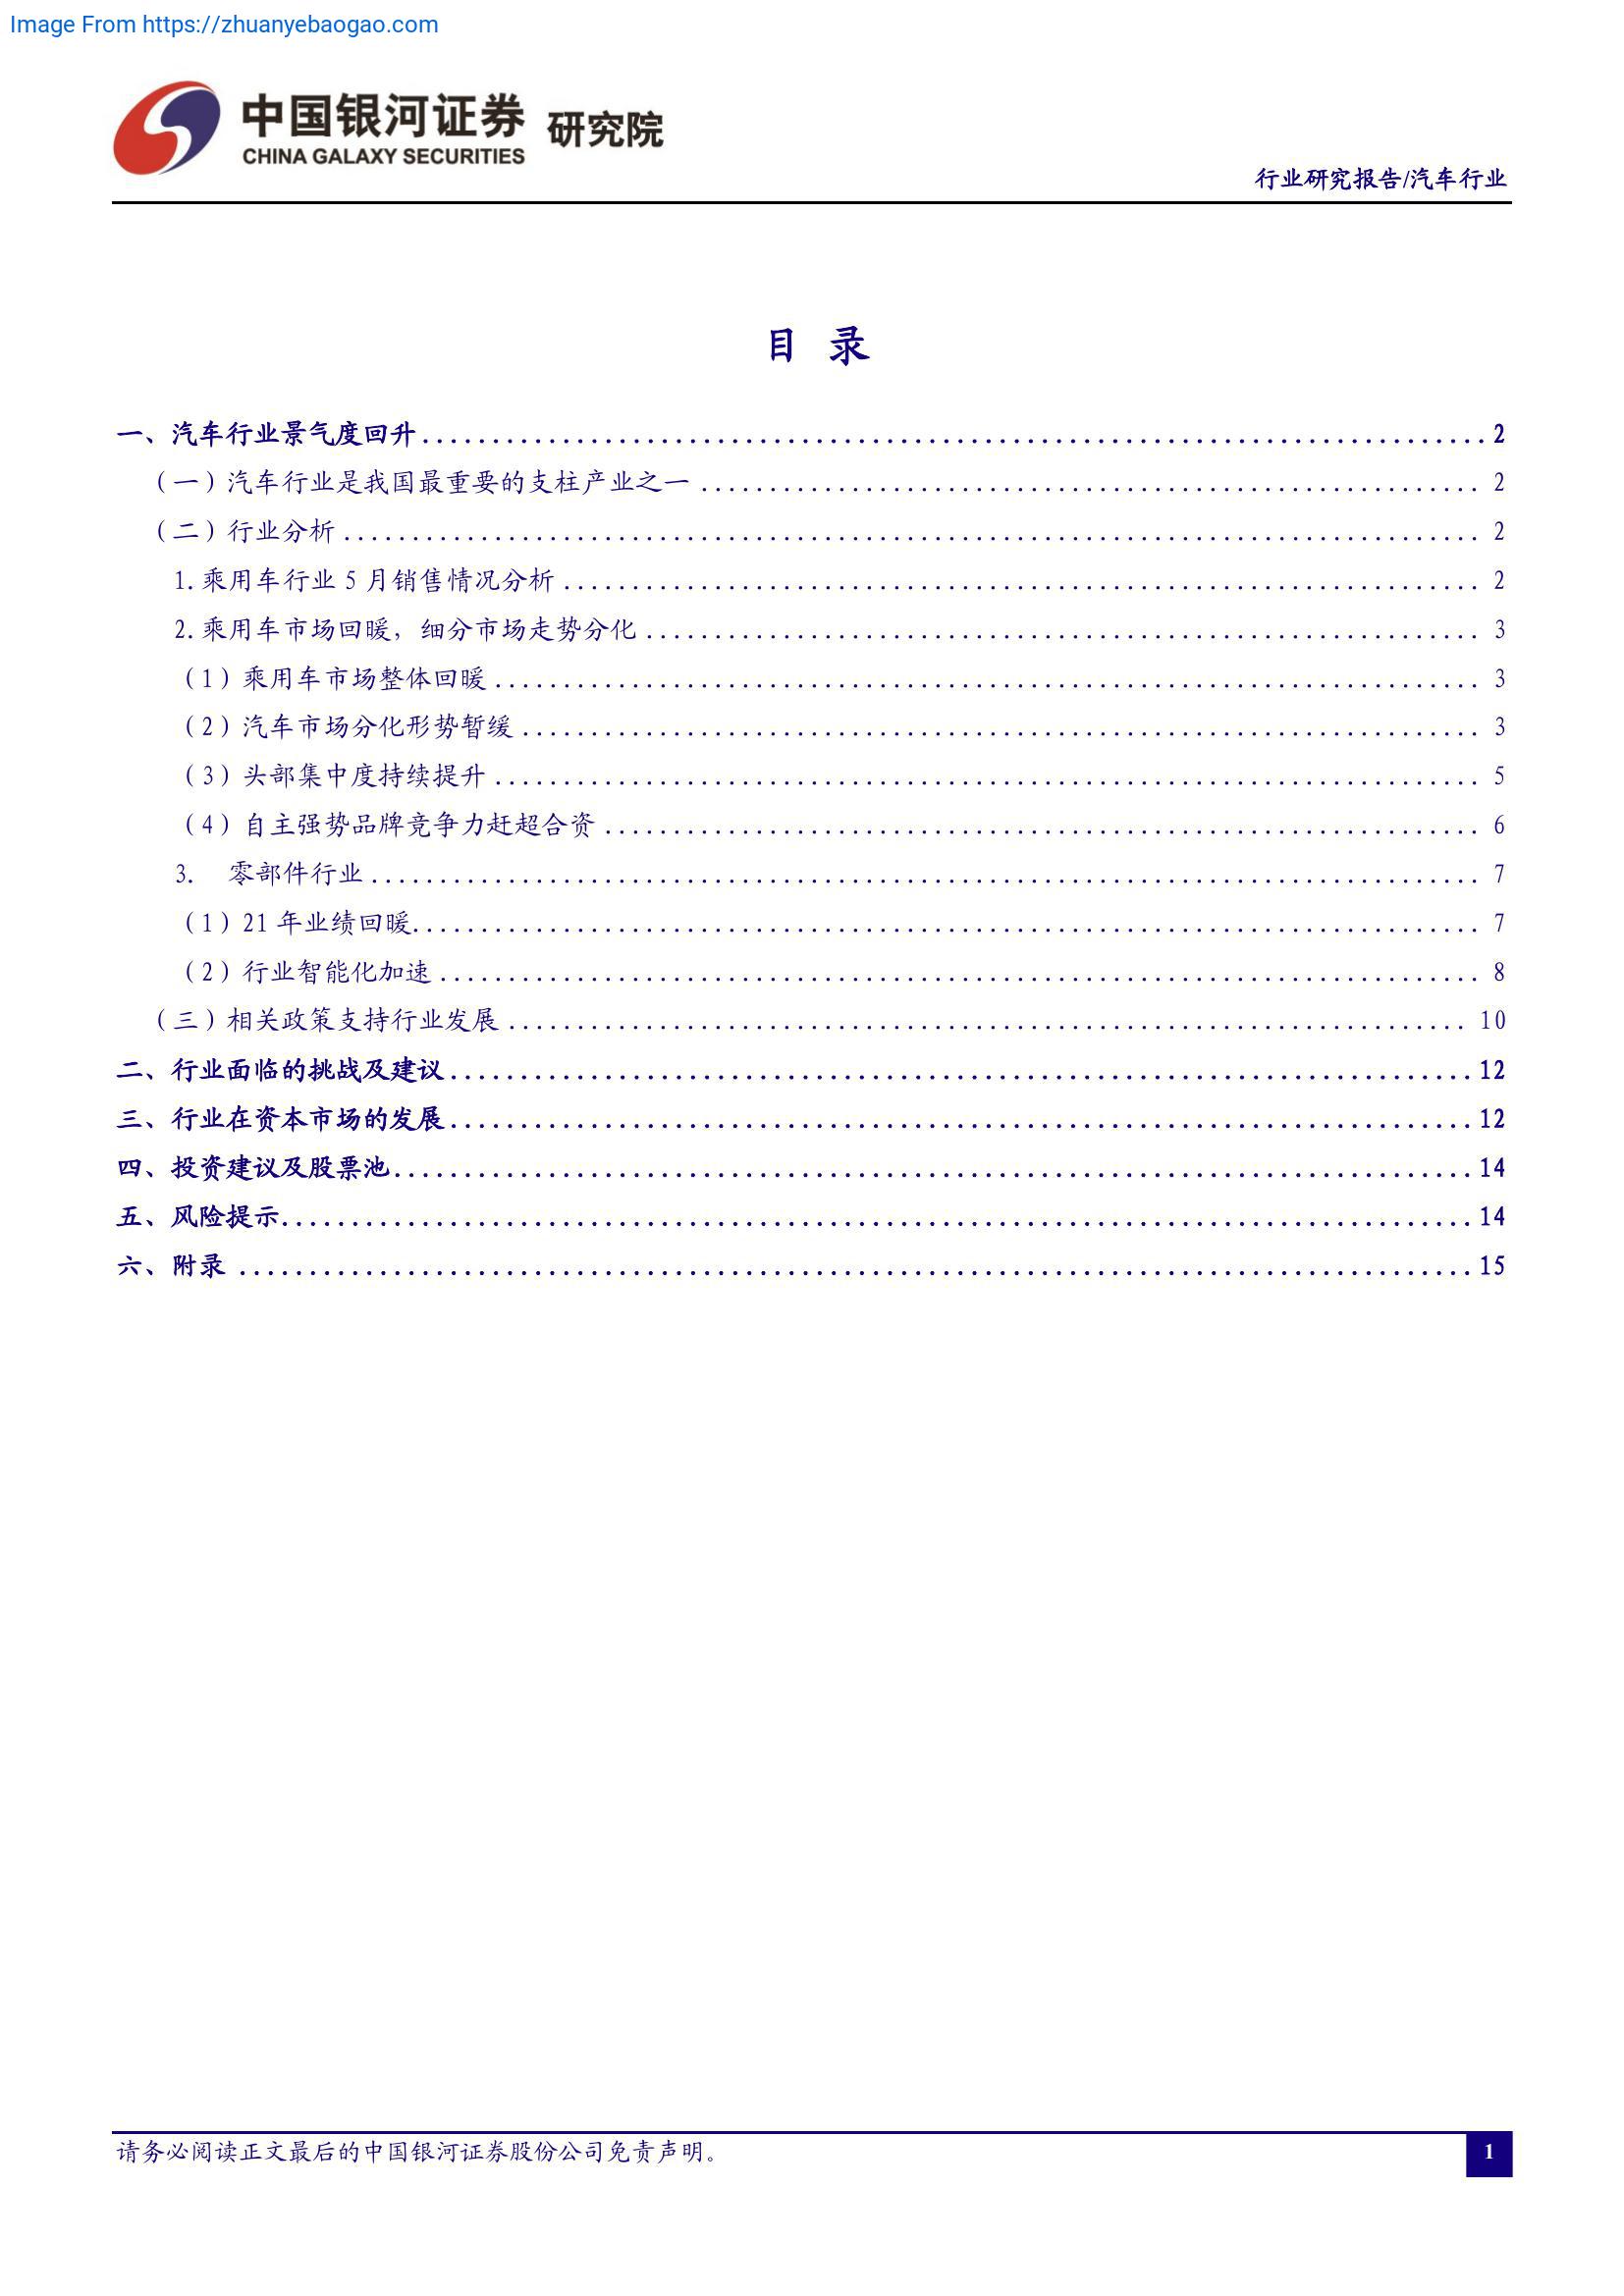 Image From https://zhuanyebaogao.com
中国银河证券 研究院
CHINA GALAXY SECURITIES
行业研究报告/汽车行业
目 录
一、汽车行业景气度回升 2
（一）汽车行业是我国最重要的支柱产业之一 2
（二）行业分析 2
1.乘用车行业 5 月销售情况分析 2
2.乘用车市场回暖，细分市场走势分化 3
（1）乘用车市场整体回暖 3
（2）汽车市场分化形势暂缓 3
（3）头部集中度持续提升 5
（4）自主强势品牌竞争力赶超合资 6
3. 零部件行业 7
（1）21 年业绩回暖 7
（2）行业智能化加速 8
（三）相关政策支持行业发展 10
二、行业面临的挑战及建议 12
三、行业在资本市场的发展 12
四、投资建议及股票池 14
五、风险提示 14
六、附录 15
请务必阅读正文最后的中国银河证券股份公司免责声明。
1